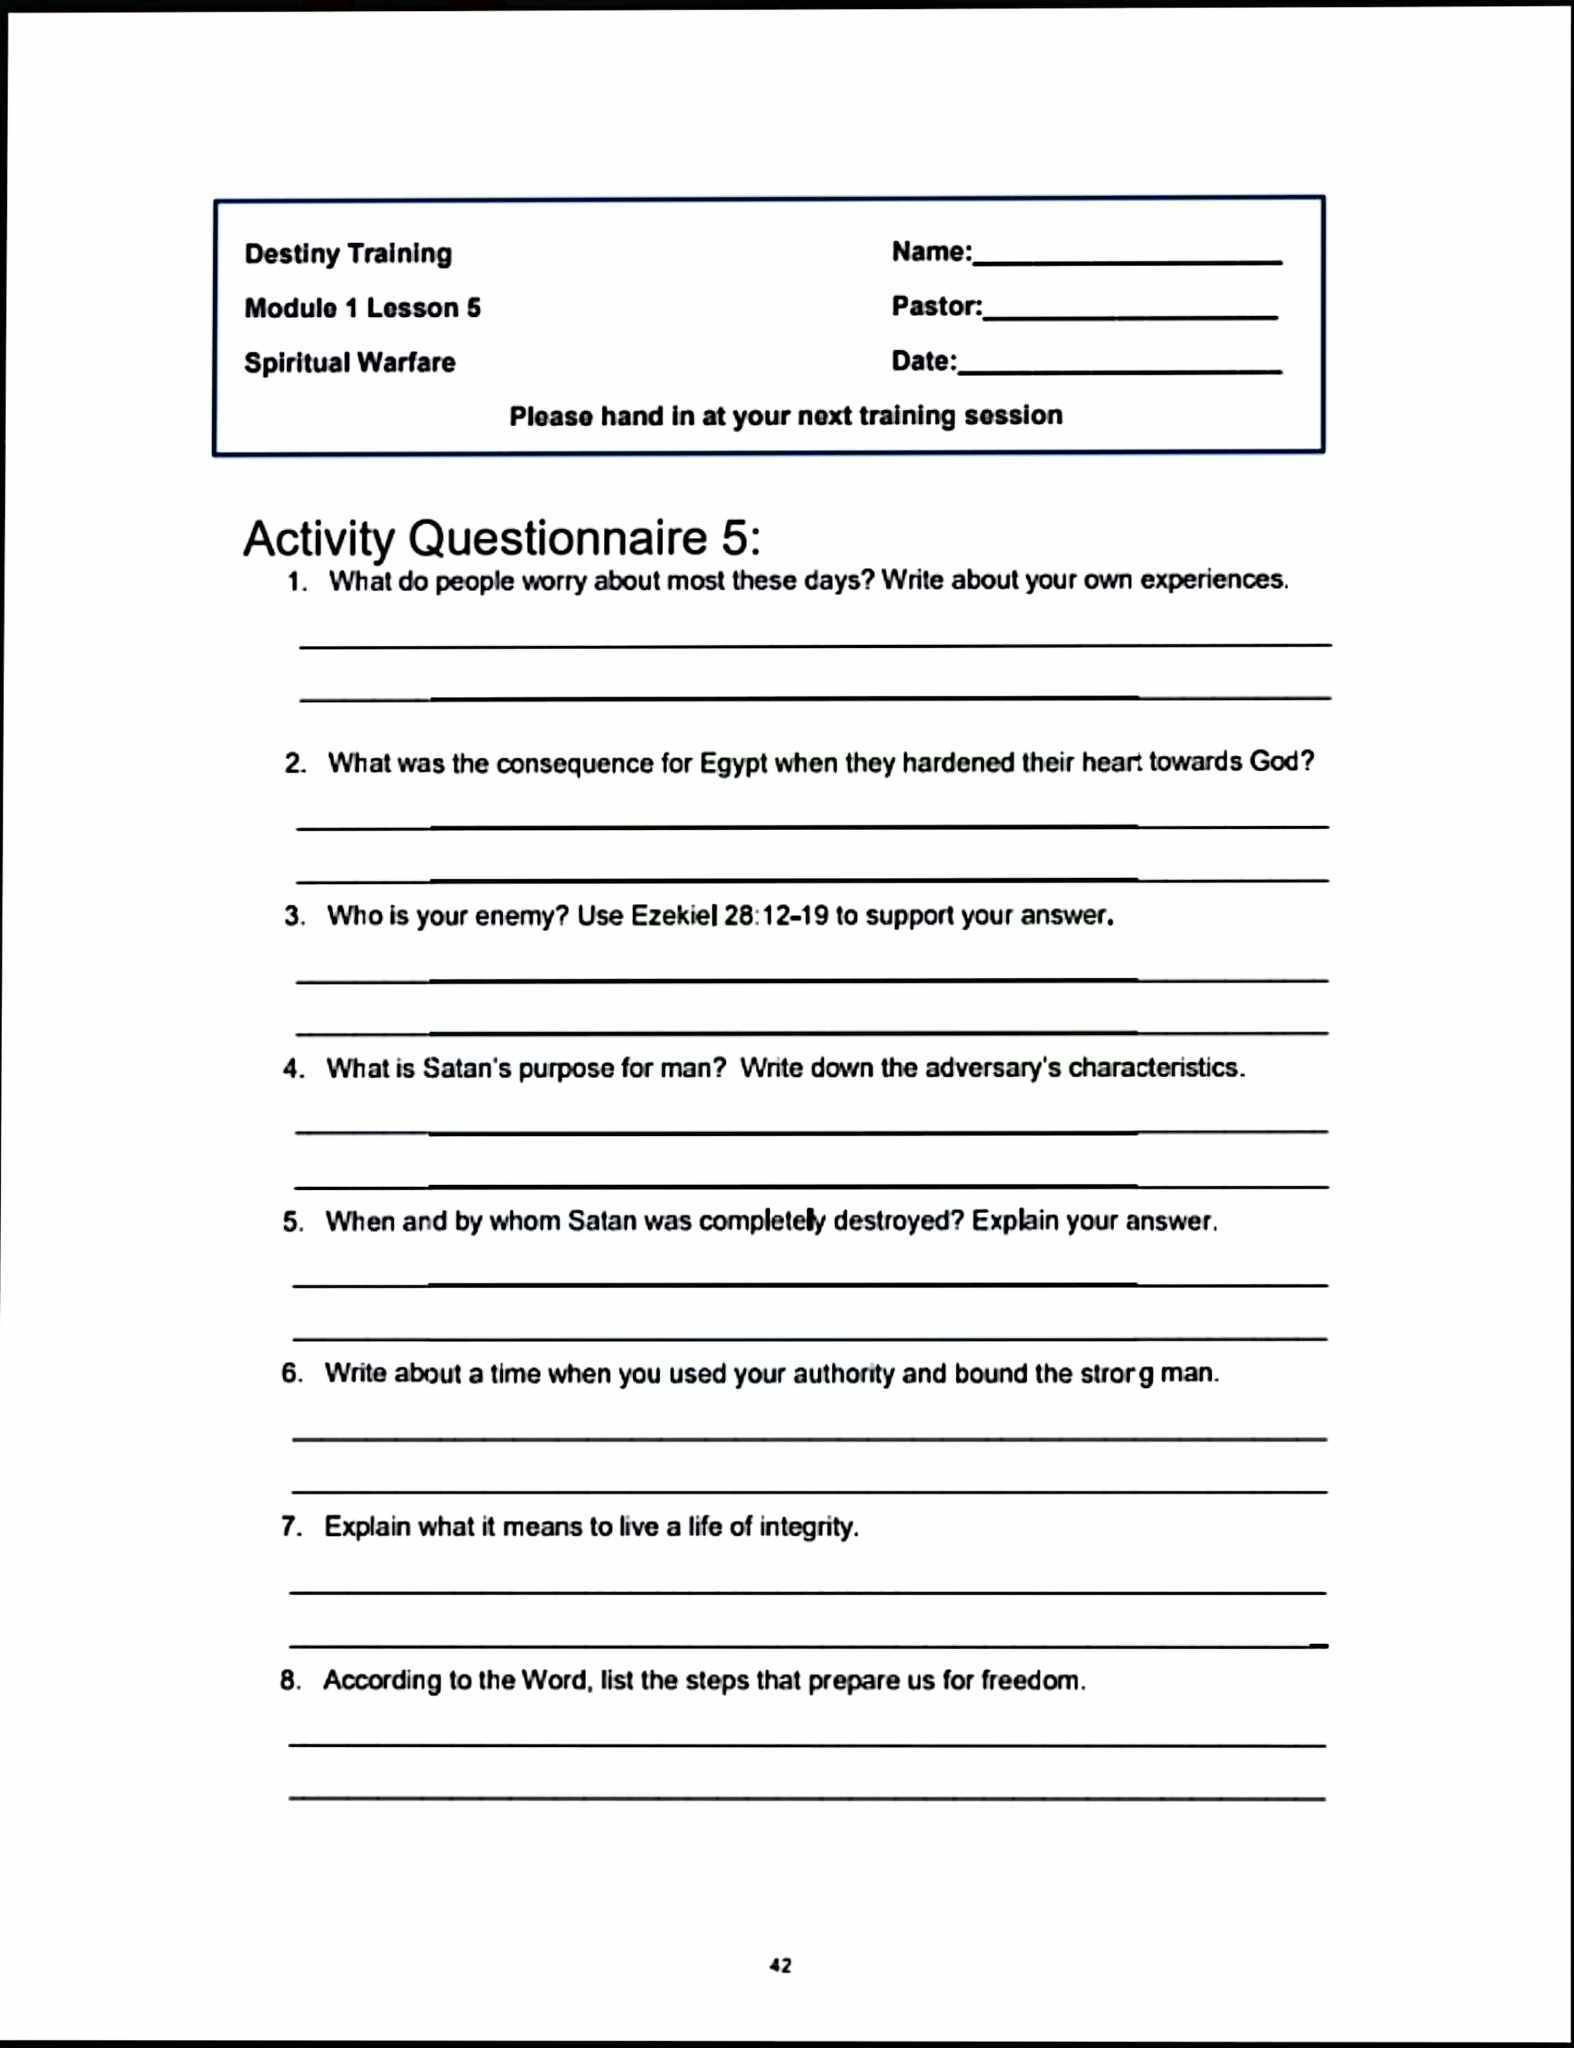 Destiny Training
Name:
Module 1 Lesson 5
Pastor:
Spiritual Warfare
Date:
Please hand in at your next training session
Activity Questionnaire 5:
1. What do people worry about most these days? Write about your own experiences.
2. What was the consequence for Egypt when they hardened their heart towards God?
3. Who is your enemy? Use Ezekiel 28:12-19 to support your answer.
4. What is Satan's purpose for man? Write down the adversary's characteristics.
5. When and by whom Satan was completely destroyed? Explain your answer.
6. Write about a time when you used your authority and bound the strong man.
7. Explain what it means to live a life of integrity.
8. According to the Word, list the steps that prepare us for freedom.
42